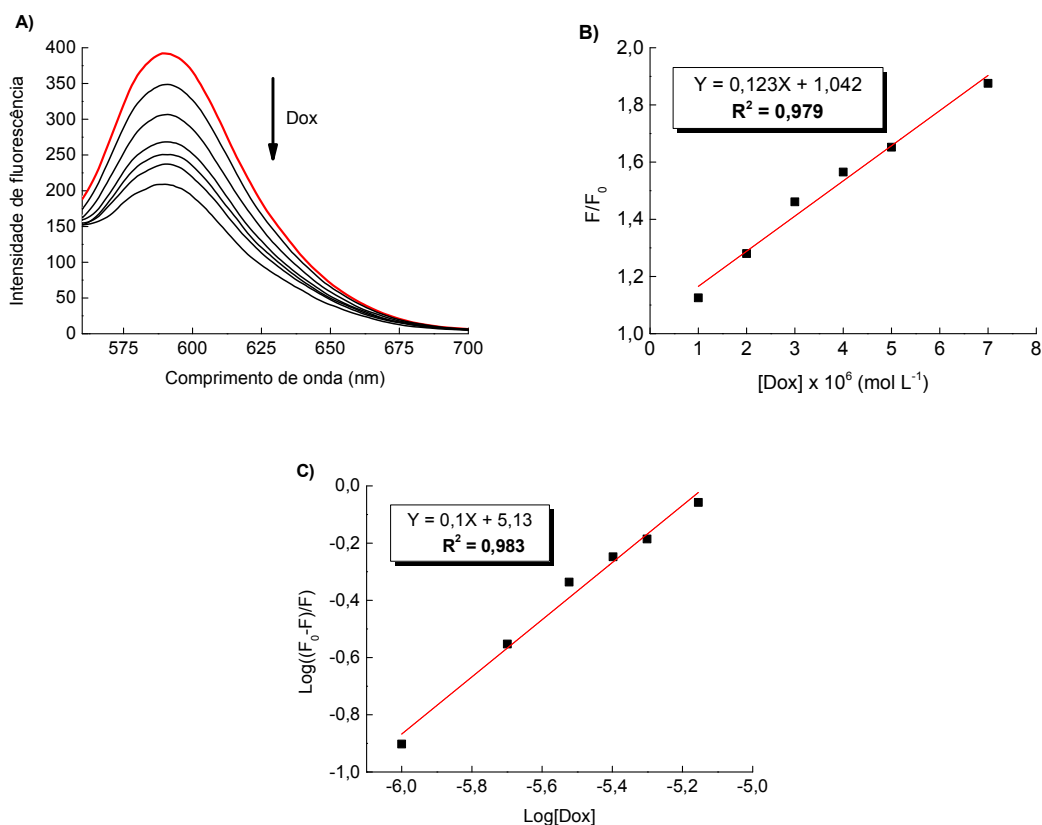 A)
400
350
300
250
200
150
100
50
0
Intensidade de fluorescência
Dox
575 600 625 650 675 700
Comprimento de onda (nm)
B)
2,0
1,8
1,6
1,4
1,2
1,0
F/F₀
Y = 0,123X + 1,042
R² = 0,979
0 1 2 3 4 5 6 7 8
[Dox] x 10⁶ (mol L⁻¹)
C)
0,0
-0,2
-0,4
-0,6
-0,8
-1,0
Log((F₀-F)/F)
Y = 0,1X + 5,13
R² = 0,983
-6,0 -5,8 -5,6 -5,4 -5,2 -5,0
Log[Dox]